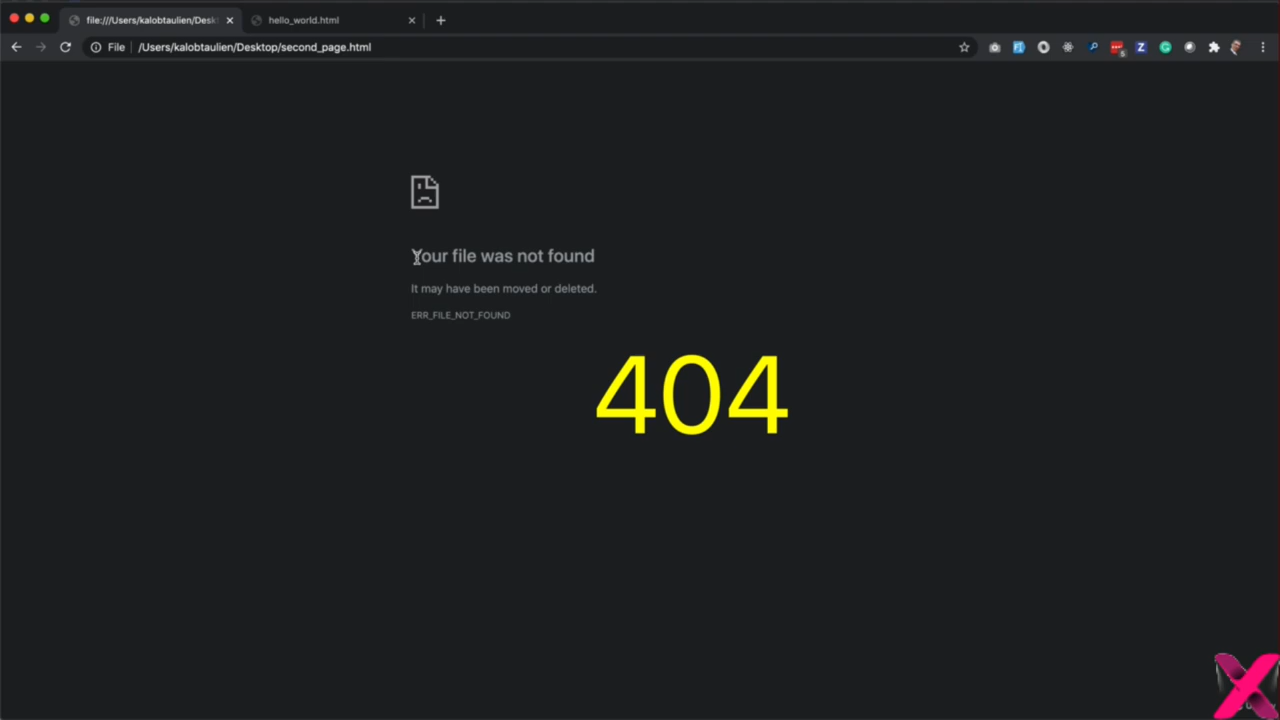 file:///Users/kalobtaulien/Desk
hello_world.html
File
/Users/kalobtaulien/Desktop/second_page.html
5
Z
Your file was not found
It may have been moved or deleted.
ERR_FILE_NOT_FOUND
404
X